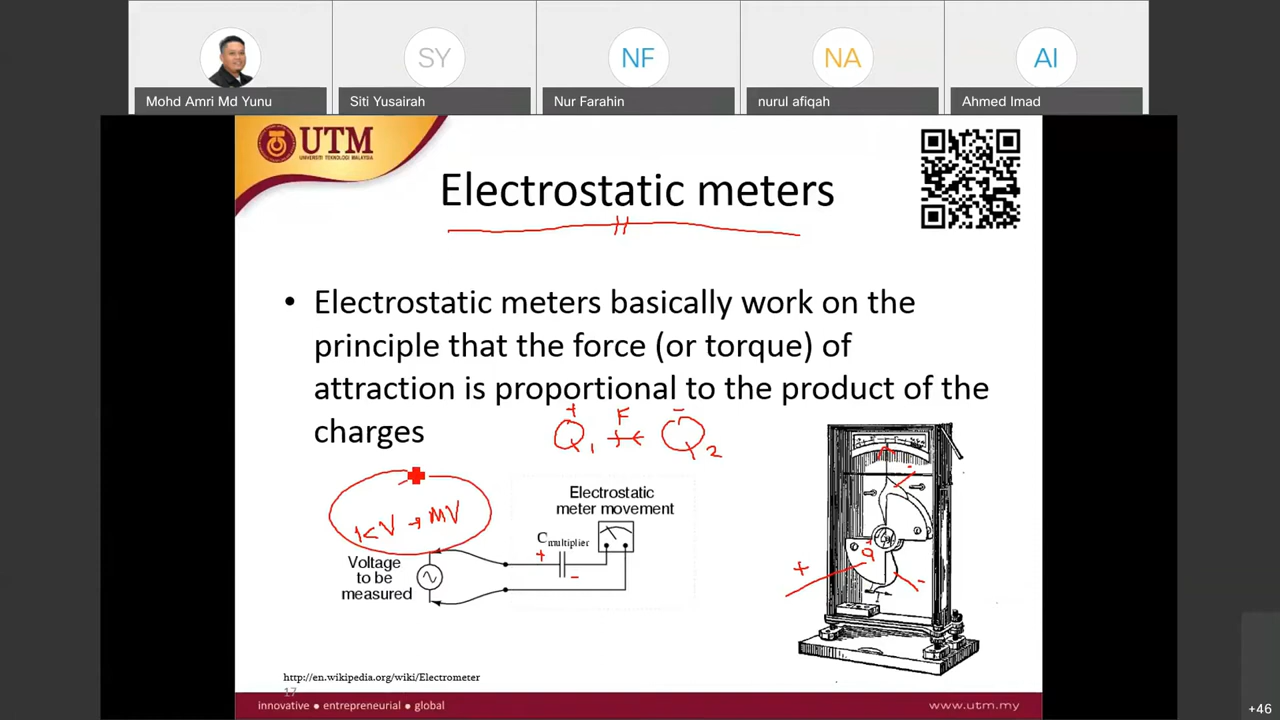 SY
NF
NA
AI
Mohd Amri Md Yunu
Siti Yusairah
Nur Farahin
nurul afiqah
Ahmed Imad
UTM
UNIVERSITI TEKNOLOGI MALAYSIA
Electrostatic meters
• Electrostatic meters basically work on the
principle that the force (or torque) of
attraction is proportional to the product of the
charges
+ F -
Q1 Q2
KV → MV
Electrostatic
meter movement
Cmultiplier
+
-
Voltage
to be
measured
+
-
-
http://en.wikipedia.org/wiki/Electrometer
17
innovative ● entrepreneurial ● global
www.utm.my
+46